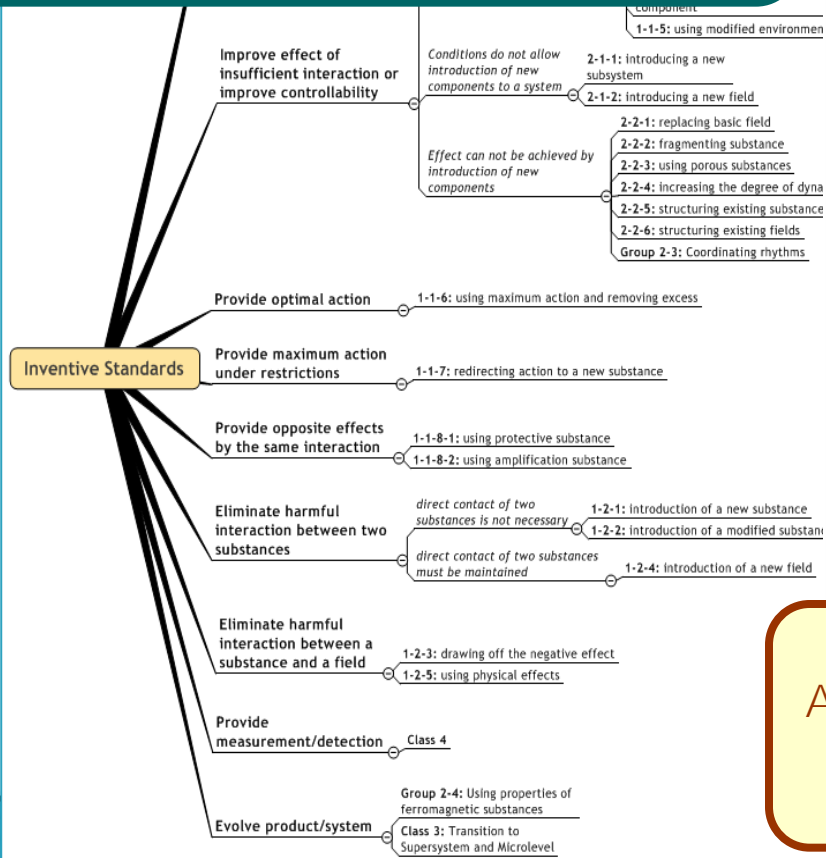 component
1-1-5: using modified environmen
Improve effect of
insufficient interaction or
improve controllability
Conditions do not allow
introduction of new
components to a system
2-1-1: introducing a new
subsystem
2-1-2: introducing a new field
Effect can not be achieved by
introduction of new
components
2-2-1: replacing basic field
2-2-2: fragmenting substance
2-2-3: using porous substances
2-2-4: increasing the degree of dyna
2-2-5: structuring existing substance
2-2-6: structuring existing fields
Group 2-3: Coordinating rhythms
Provide optimal action
1-1-6: using maximum action and removing excess
Inventive Standards
Provide maximum action
under restrictions
1-1-7: redirecting action to a new substance
Provide opposite effects
by the same interaction
1-1-8-1: using protective substance
1-1-8-2: using amplification substance
Eliminate harmful
interaction between two
substances
direct contact of two
substances is not necessary
1-2-1: introduction of a new substance
1-2-2: introduction of a modified substanc
direct contact of two substances
must be maintained
1-2-4: introduction of a new field
Eliminate harmful
interaction between a
substance and a field
1-2-3: drawing off the negative effect
1-2-5: using physical effects
A
Provide
measurement/detection
Class 4
Evolve product/system
Group 2-4: Using properties of
ferromagnetic substances
Class 3: Transition to
Supersystem and Microlevel